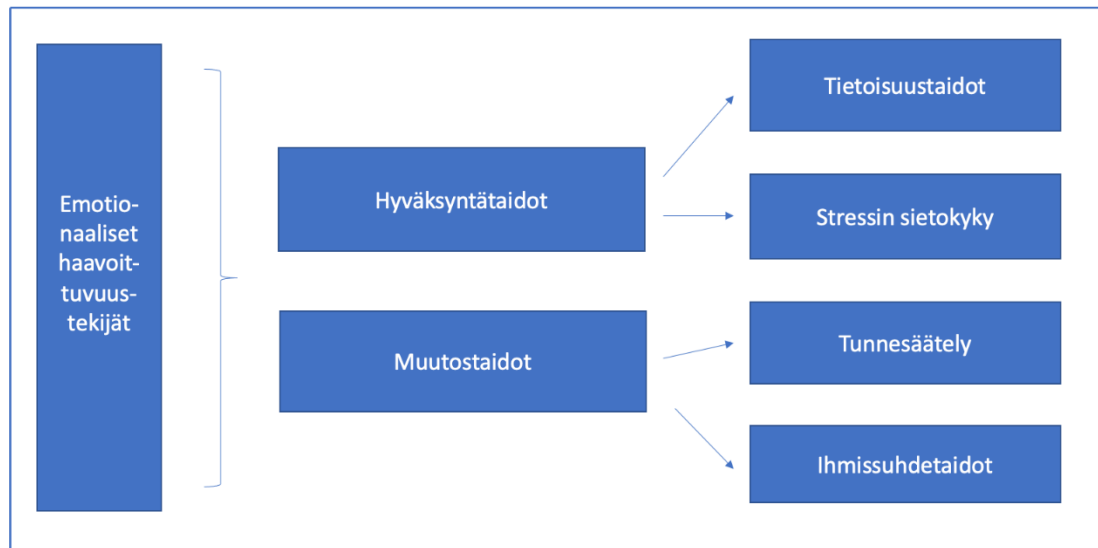 Emotio-
naaliset
haavoit-
tuvuus-
tekijät
Hyväksyntätaidot
Muutostaidot
Tietoisuustaidot
Stressin sietokyky
Tunnesäätely
Ihmissuhdetaidot